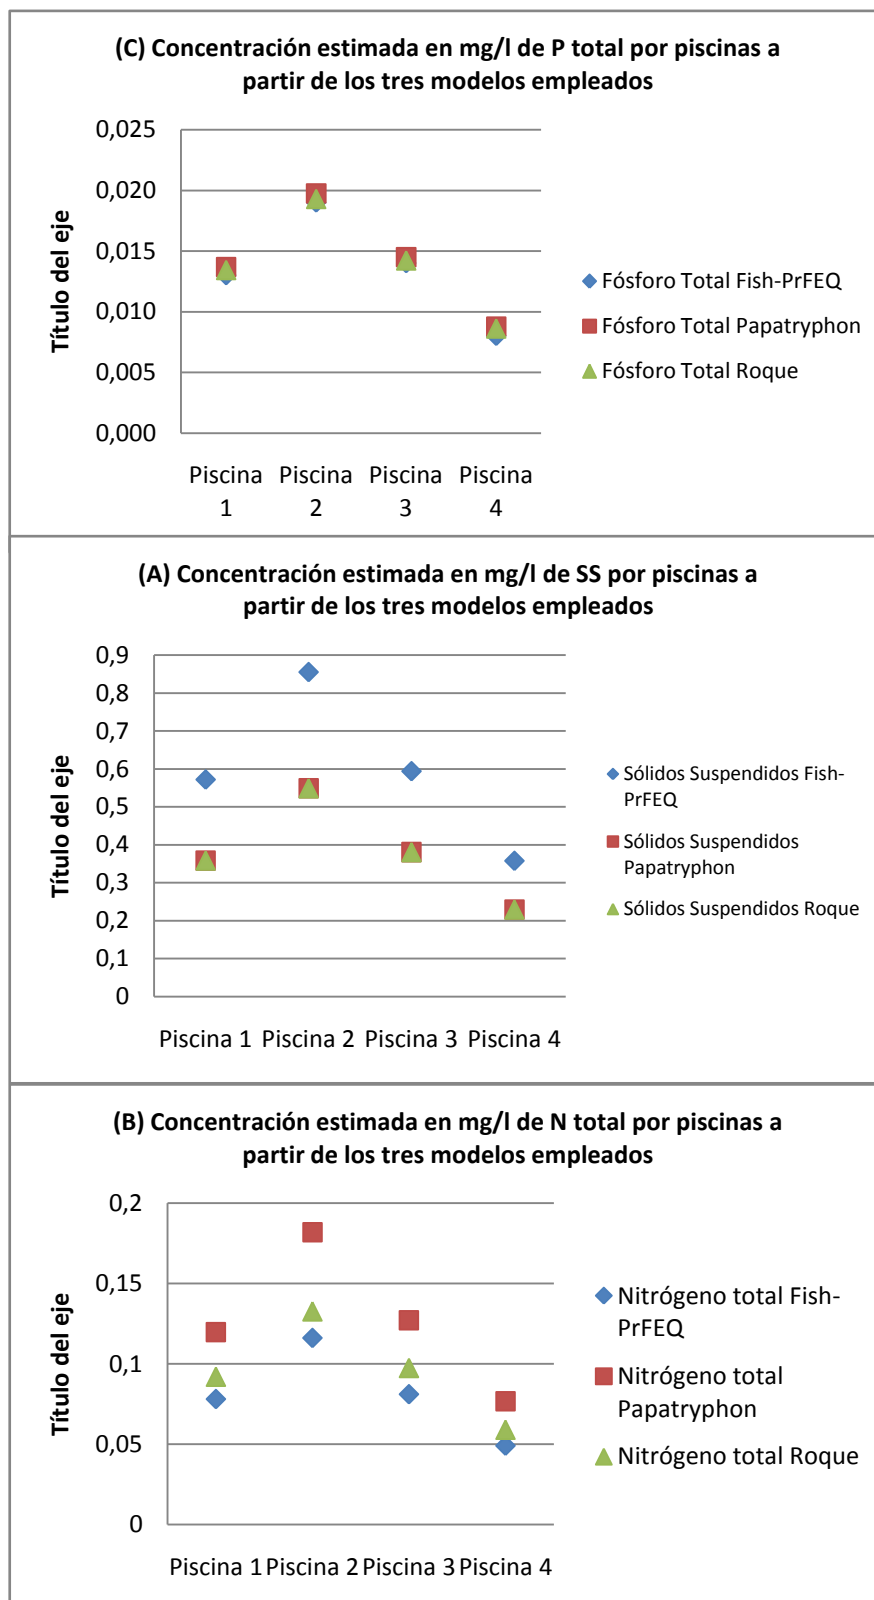 (C) Concentración estimada en mg/l de P total por piscinas a
partir de los tres modelos empleados
Título del eje
0,025
0,020
0,015
0,010
0,005
0,000
Piscina
1
Piscina
2
Piscina
3
Piscina
4
Fósforo Total Fish-PrFEQ
Fósforo Total Papatryphon
Fósforo Total Roque
(A) Concentración estimada en mg/l de SS por piscinas a
partir de los tres modelos empleados
Título del eje
0,9
0,8
0,7
0,6
0,5
0,4
0,3
0,2
0,1
0
Piscina 1 Piscina 2 Piscina 3 Piscina 4
Sólidos Suspendidos Fish-
PrFEQ
Sólidos Suspendidos
Papatryphon
Sólidos Suspendidos Roque
(B) Concentración estimada en mg/l de N total por piscinas a
partir de los tres modelos empleados
Título del eje
0,2
0,15
0,1
0,05
0
Piscina 1 Piscina 2 Piscina 3 Piscina 4
Nitrógeno total Fish-
PrFEQ
Nitrógeno total
Papatryphon
Nitrógeno total Roque